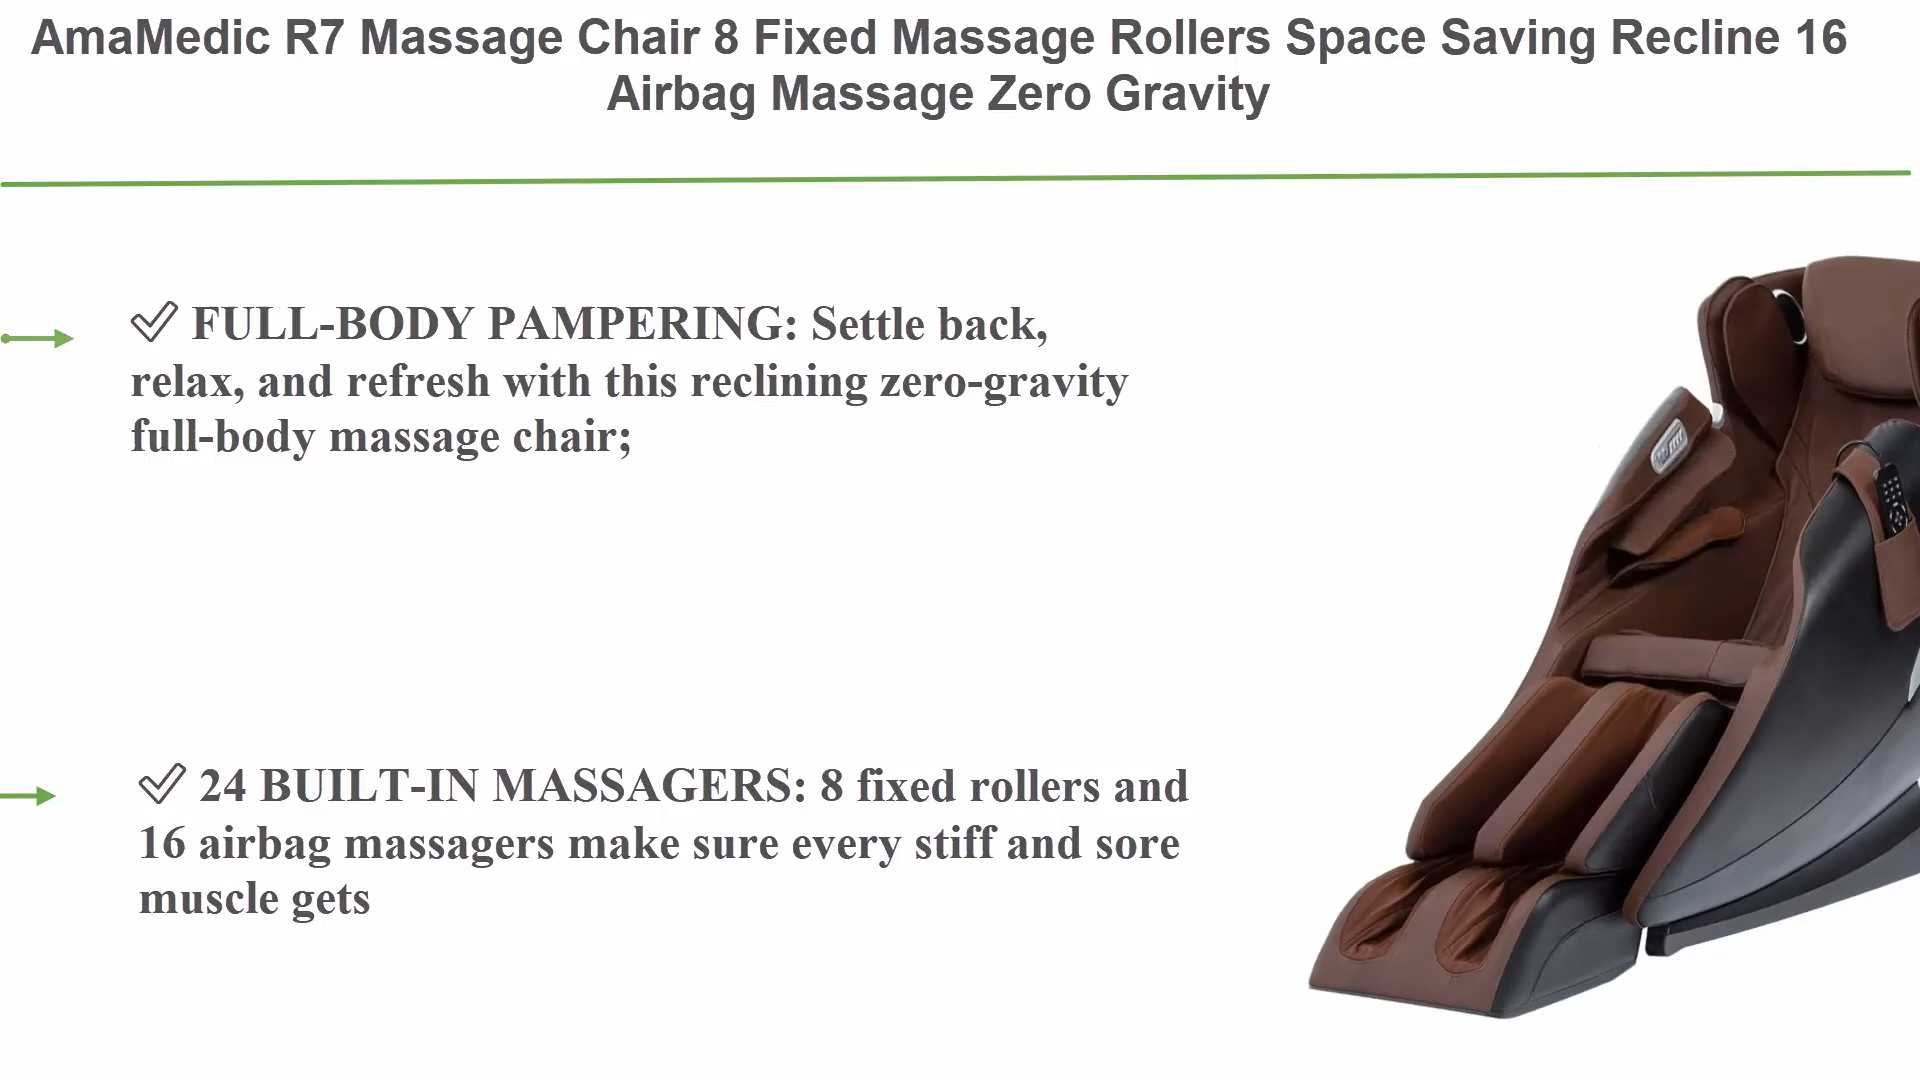 AmaMedic R7 Massage Chair 8 Fixed Massage Rollers Space Saving Recline 16
Airbag Massage Zero Gravity
✓ FULL-BODY PAMPERING: Settle back,
relax, and refresh with this reclining zero-gravity
full-body massage chair;
✓ 24 BUILT-IN MASSAGERS: 8 fixed rollers and
16 airbag massagers make sure every stiff and sore
muscle gets